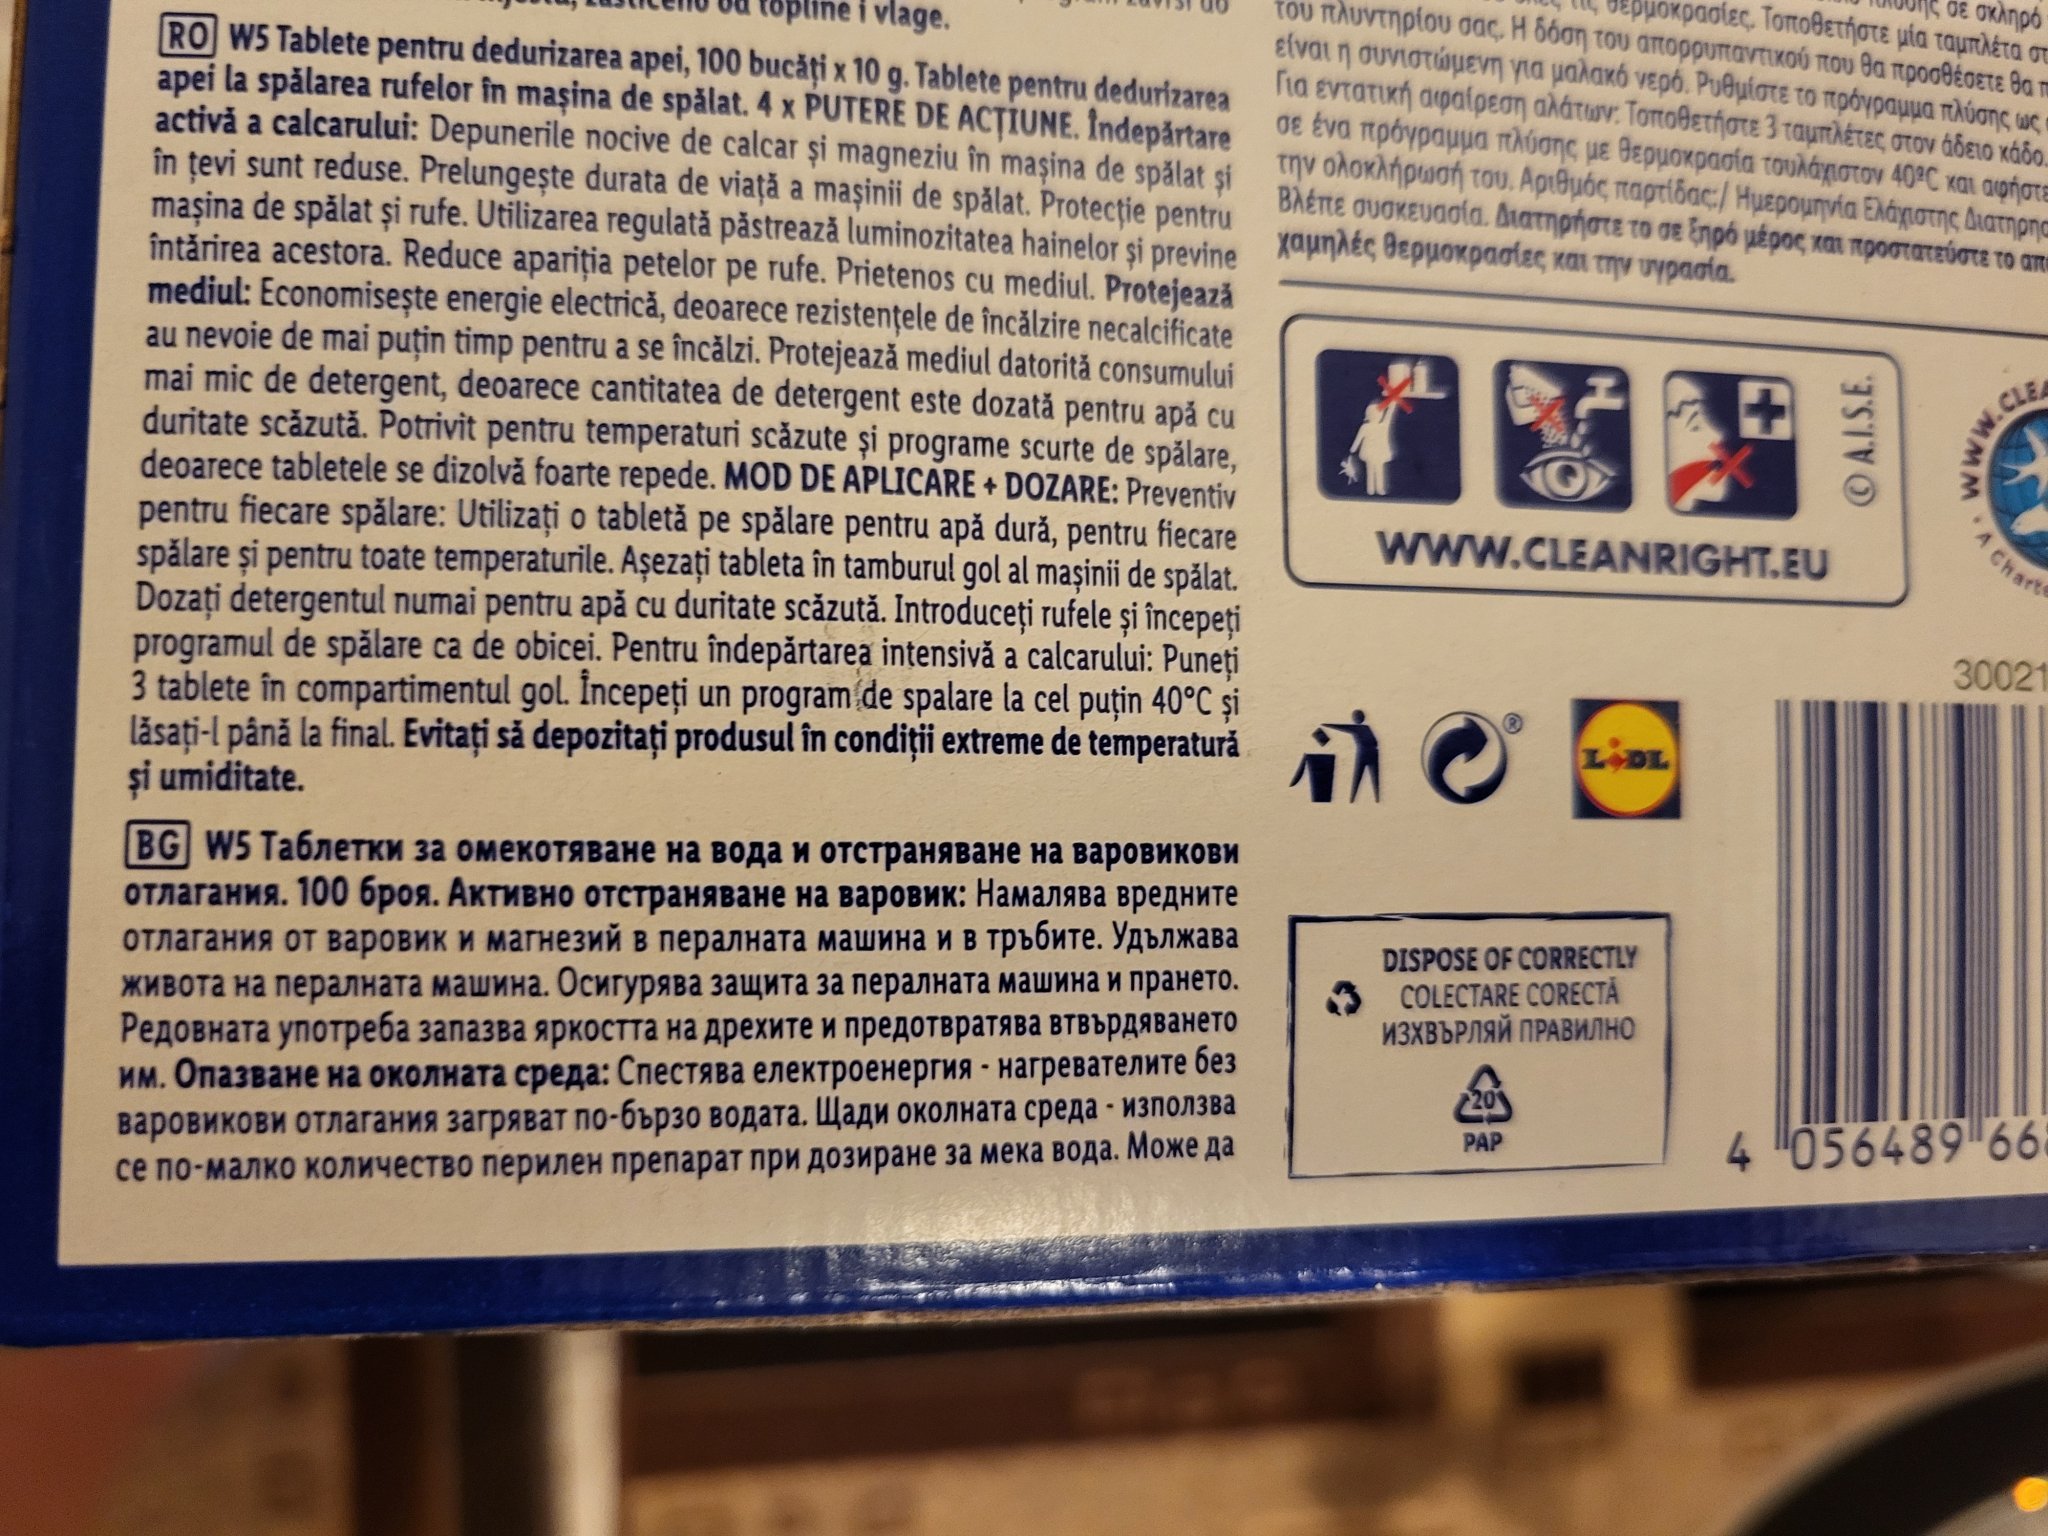 topline i vlage.
RO W5 Tablete pentru dedurizarea apei, 100 bucăți x 10 g. Tablete pentru dedurizarea
apei la spălarea rufelor în mașina de spălat. 4 x PUTERE DE ACȚIUNE. Îndepărtare
activă a calcarului: Depunerile nocive de calcar și magneziu în mașina de spălat și
în țevi sunt reduse. Prelungește durata de viață a mașinii de spălat. Protecție pentru
mașina de spălat și rufe. Utilizarea regulată păstrează luminozitatea hainelor și previne
întărirea acestora. Reduce apariția petelor pe rufe. Prietenos cu mediul. Protejează
mediul: Economisește energie electrică, deoarece rezistențele de încălzire necalcificate
au nevoie de mai puțin timp pentru a se încălzi. Protejează mediul datorită consumului
mai mic de detergent, deoarece cantitatea de detergent este dozată pentru apă cu
duritate scăzută. Potrivit pentru temperaturi scăzute și programe scurte de spălare,
deoarece tabletele se dizolvă foarte repede. MOD DE APLICARE + DOZARE: Preventiv
pentru fiecare spălare: Utilizați o tabletă pe spălare pentru apă dură, pentru fiecare
spălare și pentru toate temperaturile. Așezați tableta în tamburul gol al mașinii de spălat.
Dozați detergentul numai pentru apă cu duritate scăzută. Introduceți rufele și începeți
programul de spălare ca de obicei. Pentru îndepărtarea intensivă a calcarului: Puneți
3 tablete în compartimentul gol. Începeți un program de spalare la cel puțin 40°C și
lăsați-l până la final. Evitați să depozitați produsul în condiții extreme de temperatură
și umiditate.
BG W5 Таблетки за омекотяване на вода и отстраняване на варовикови
отлагания. 100 броя. Активно отстраняване на варовик: Намалява вредните
отлагания от варовик и магнезий в пералната машина и в тръбите. Удължава
живота на пералната машина. Осигурява защита за пералната машина и прането.
Редовната употреба запазва яркостта на дрехите и предотвратява втвърдяването
им. Опазване на околната среда: Спестява електроенергия - нагревателите без
варовикови отлагания загряват по-бързо водата. Щади околната среда - използва
се по-малко количество перилен препарат при дозиране за мека вода. Може да
θερμοκρασίες. Τοποθετήστε μία ταμπλέτα
του πλυντηρίου σας. Η δόση του απορρυπαντικού που θα προσθέσετε θα
είναι η συνιστώμενη για μαλακό νερό. Ρυθμίστε το πρόγραμμα πλύσης ως
Για εντατική αφαίρεση αλάτων: Τοποθετήστε 3 ταμπλέτες στον άδειο κάδο.
σε ένα πρόγραμμα πλύσης με θερμοκρασία τουλάχιστον 40°C και
την ολοκλήρωσή του. Αριθμός παρτίδας:/ Ημερομηνία Ελάχιστης
Βλέπε συσκευασία. Διατηρήστε το σε ξηρό μέρος και προστατεύστε το
χαμηλές θερμοκρασίες και την υγρασία.
© A.I.S.E.
WWW.CLEANRIGHT.EU
30021
LIDL
DISPOSE OF CORRECTLY
COLECTARE CORECTĂ
ИЗХВЪРЛЯЙ ПРАВИЛНО
20
PAP
4 056489 66